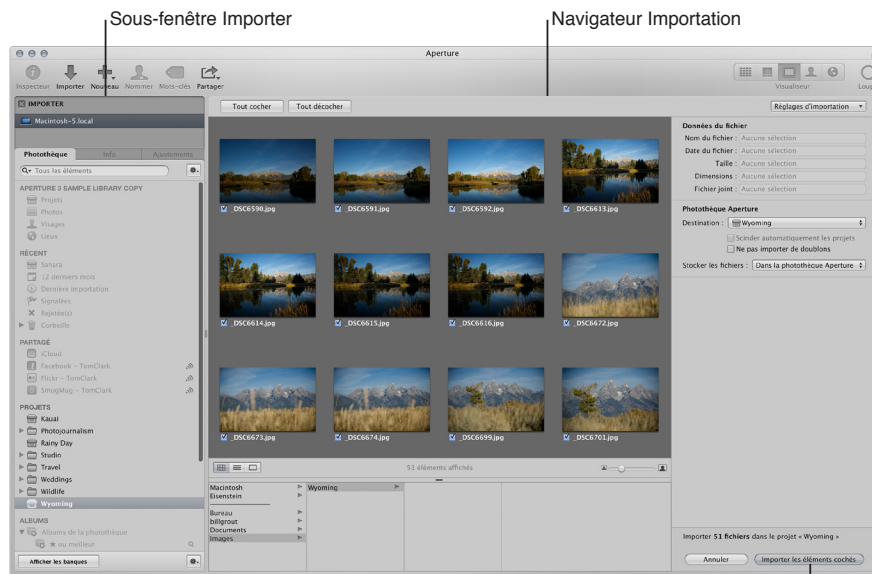 Sous-fenêtre Importer
Navigateur Importation
Aperture
Inspecteur Importer Nouveau Nommer Mots-clés Partager
Visualiseur
IMPORTER
Macintosh-5.local
Tout cocher Tout décocher
Réglages d'importation
Photothèque Info Ajustements
Tous les éléments
APERTURE 3 SAMPLE LIBRARY COPY
Projets
Photos
Visages
Lieux
RÉCENT
Sahara
12 derniers mois
Dernière importation
Signalées
Rejetée(s)
Corbeille
PARTAGÉ
iCloud
Facebook - TomClark
Flickr - TomClark
SmugMug - TomClark
PROJETS
Kauai
Photojournalism
Rainy Day
Studio
Travel
Weddings
Wildlife
Wyoming
ALBUMS
Albums de la photothèque
★ ou meilleur
Afficher les banques
_DSC6590.jpg _DSC6591.jpg _DSC6592.jpg _DSC6613.jpg
_DSC6614.jpg _DSC6615.jpg _DSC6616.jpg _DSC6672.jpg
_DSC6673.jpg _DSC6674.jpg _DSC6699.jpg _DSC6701.jpg
51 éléments affichés
Macintosh
Eisenstein
Bureau
billgrout
Documents
Images
Wyoming
Données du fichier
Nom du fichier : Aucune sélection
Date du fichier : Aucune sélection
Taille : Aucune sélection
Dimensions : Aucune sélection
Fichier joint : Aucune sélection
Photothèque Aperture
Destination : Wyoming
Scinder automatiquement les projets
Ne pas importer de doublons
Stocker les fichiers : Dans la photothèque Aperture
Importer 51 fichiers dans le projet « Wyoming »
Annuler Importer les éléments cochés